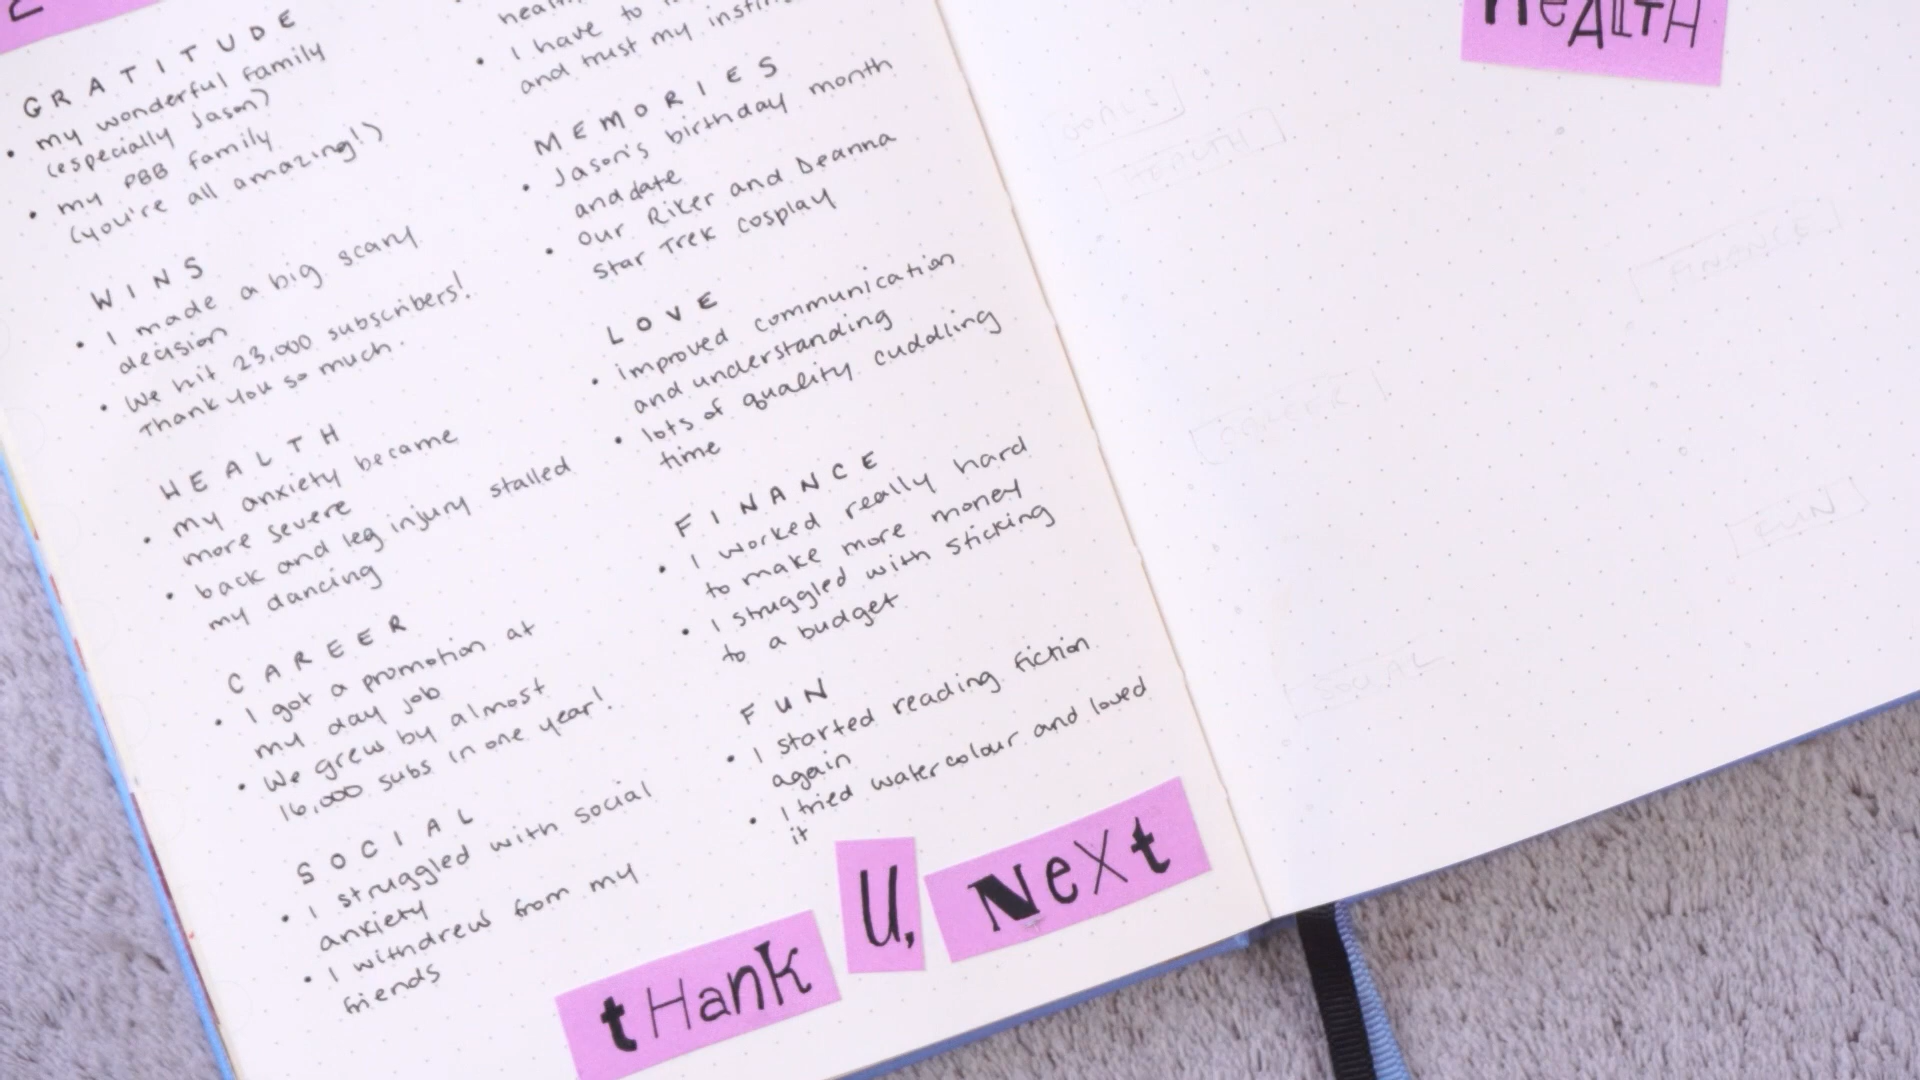 GRATITUDE
• my wonderful family
(especially Jason)
• my PBB family
(you're all amazing!)
WINS
• I made a big scary
decision
• We hit 23,000 subscribers!
Thank you so much.
HEALTH
• my anxiety became
more severe
• back and leg injury stalled
my dancing
CAREER
• I got a promotion at
my day job
• We grew by almost
16,000 subs in one year!
SOCIAL
• I struggled with social
anxiety
• I withdrew from my
friends
• I have to
and trust my
MEMORIES
• Jason's birthday month
and date
• Our Riker and Deanna
Star Trek cosplay
LOVE
• improved communication
and understanding
• lots of quality cuddling
time
FINANCE
• I worked really hard
to make more money
• I struggled with sticking
to a budget
FUN
• I started reading fiction
again
• I tried watercolour and loved
it
tHank U, NeXt
HeALTH
GOALS
HEALTH
FINANCE
CAREER
FUN
SOCIAL